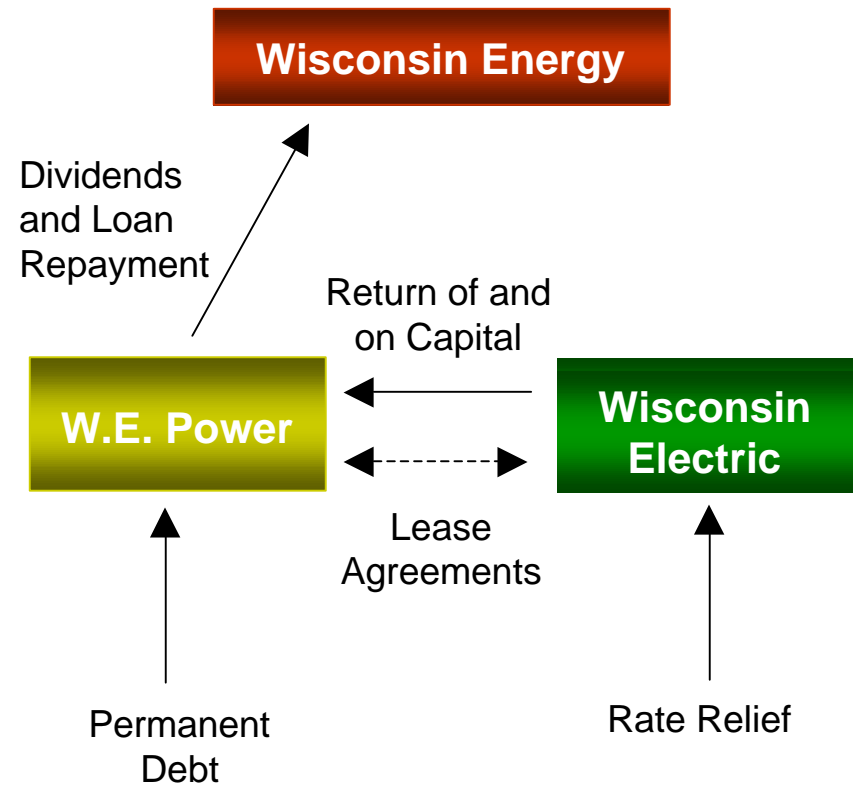 Wisconsin Energy
Dividends
and Loan
Repayment
Return of and
on Capital
W.E. Power
Wisconsin
Electric
Lease
Agreements
Permanent
Debt
Rate Relief